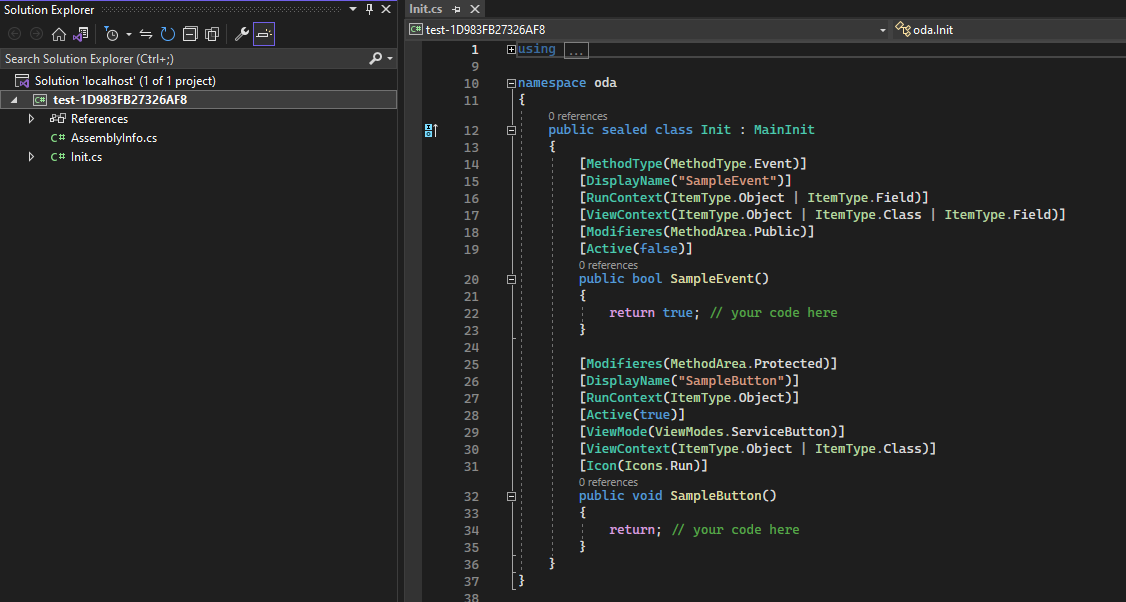 Solution Explorer
Search Solution Explorer (Ctrl+;)
Solution 'localhost' (1 of 1 project)
C# test-1D983FB27326AF8
References
C# AssemblyInfo.cs
C# Init.cs
Init.cs
C# test-1D983FB27326AF8
oda.Init
1 using ...
9
10 namespace oda
11 {
0 references
12 public sealed class Init : MainInit
13 {
14 [MethodType(MethodType.Event)]
15 [DisplayName("SampleEvent")]
16 [RunContext(ItemType.Object | ItemType.Field)]
17 [ViewContext(ItemType.Object | ItemType.Class | ItemType.Field)]
18 [Modifieres(MethodArea.Public)]
19 [Active(false)]
0 references
20 public bool SampleEvent()
21 {
22 return true; // your code here
23 }
24
25 [Modifieres(MethodArea.Protected)]
26 [DisplayName("SampleButton")]
27 [RunContext(ItemType.Object)]
28 [Active(true)]
29 [ViewMode(ViewModes.ServiceButton)]
30 [ViewContext(ItemType.Object | ItemType.Class)]
31 [Icon(Icons.Run)]
0 references
32 public void SampleButton()
33 {
34 return; // your code here
35 }
36 }
37 }
38